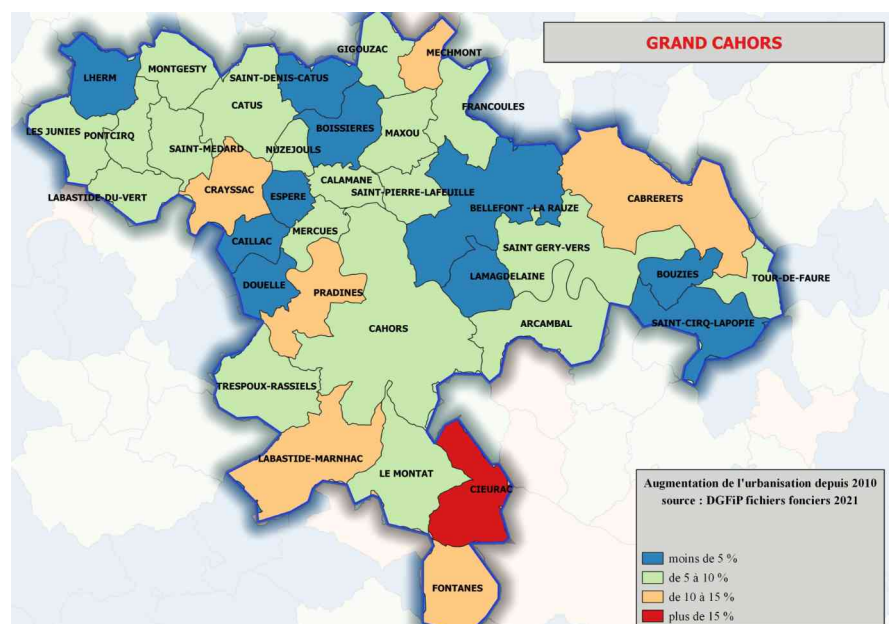 GRAND CAHORS
GIGOUZAC
MECHMONT
MONTGESTY
LHERM
SAINT-DENIS-CATUS
CATUS
FRANCOULES
BOISSIERES
LES JUNIES
PONTCIRQ
MAXOU
SAINT-MEDARD
NUZEJOULS
CALAMANE
CRAYSSAC
SAINT-PIERRE-LAFEUILLE
LABASTIDE-DU-VERT
ESPERE
CABRERETS
BELLEFONT - LA RAUZE
MERCUES
CAILLAC
SAINT GERY-VERS
LAMAGDELAINE
BOUZIES
TOUR-DE-FAURE
DOUELLE
PRADINES
ARCAMBAL
SAINT-CIRQ-LAPOPIE
CAHORS
TRESPOUX-RASSIELS
LABASTIDE-MARNHAC
LE MONTAT
CIEURAC
FONTANES
Augmentation de l'urbanisation depuis 2010
source : DGFiP fichiers fonciers 2021
moins de 5 %
de 5 à 10 %
de 10 à 15 %
plus de 15 %